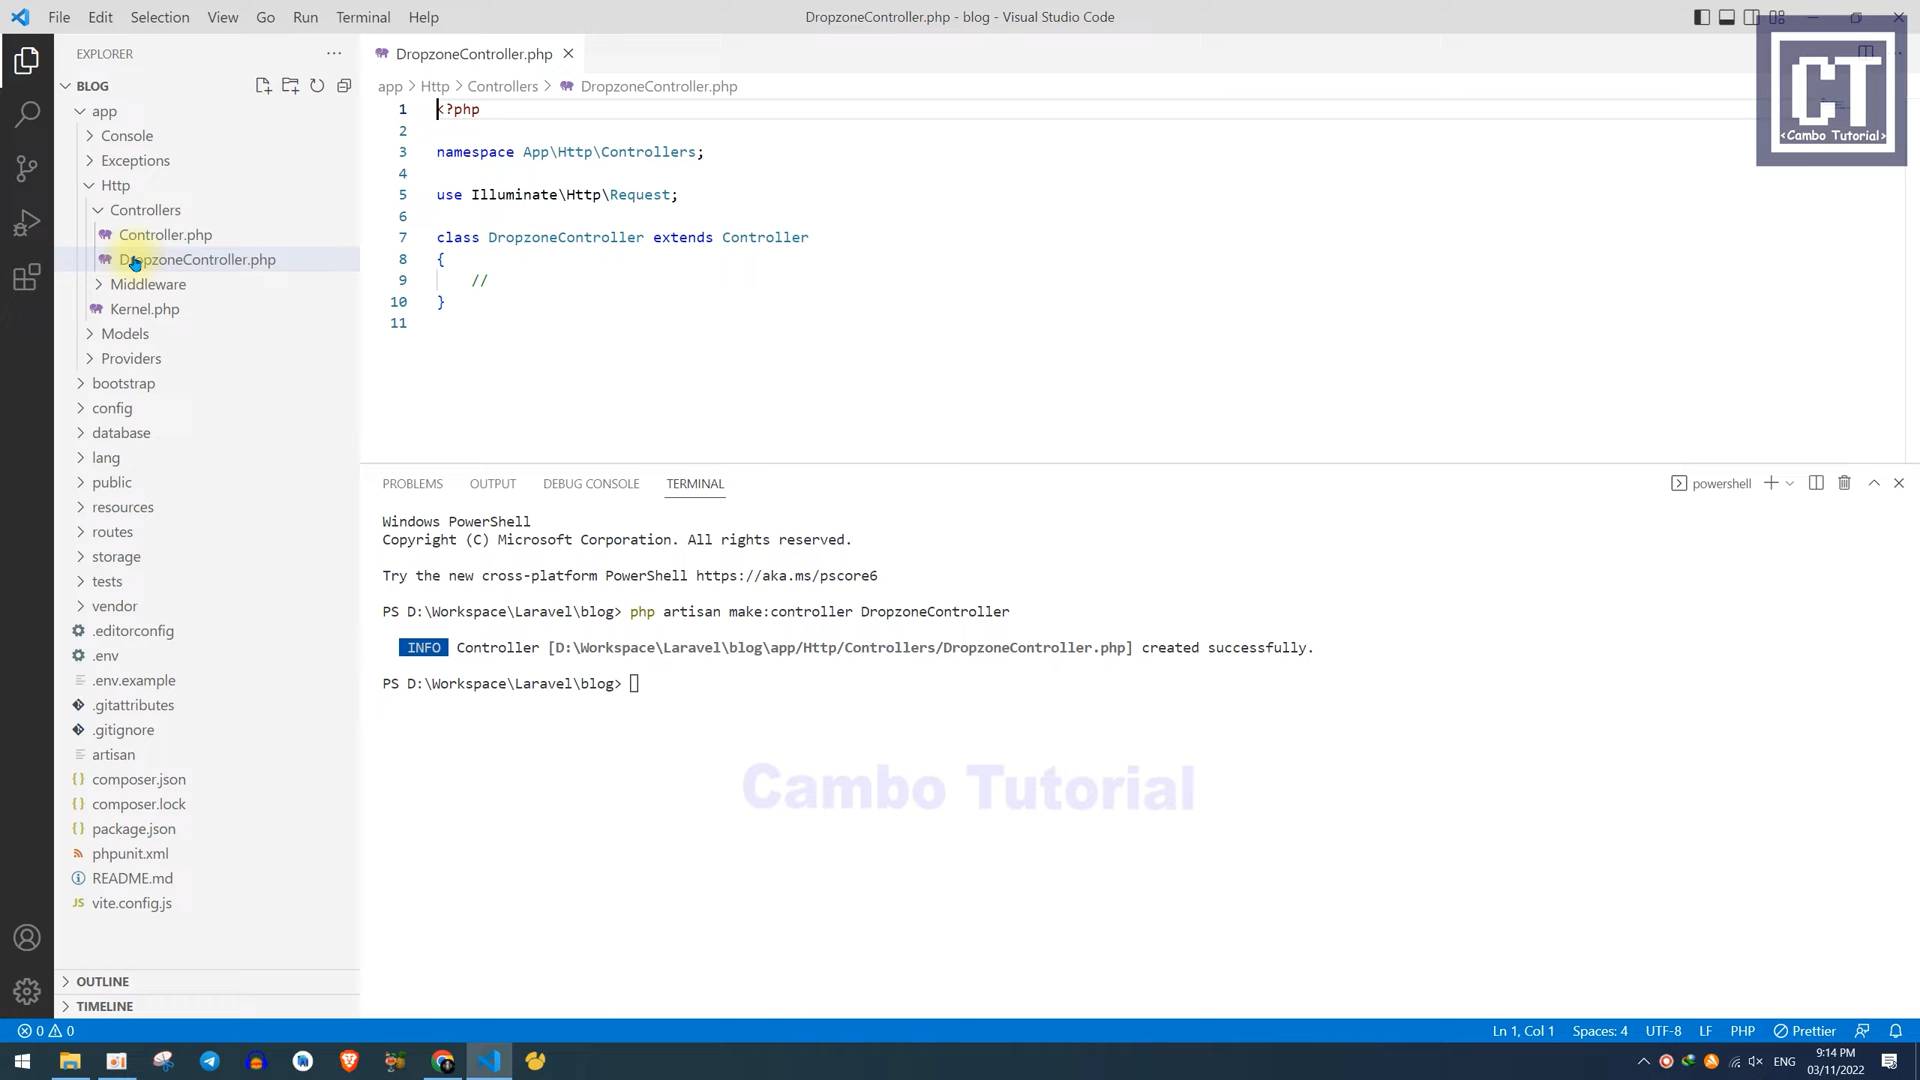 File Edit Selection View Go Run Terminal Help
DropzoneController.php - blog - Visual Studio Code
CT
<Cambo Tutorial>
EXPLORER
BLOG
app
Console
Exceptions
Http
Controllers
Controller.php
DropzoneController.php
Middleware
Kernel.php
Models
Providers
bootstrap
config
database
lang
public
resources
routes
storage
tests
vendor
.editorconfig
.env
.env.example
.gitattributes
.gitignore
artisan
composer.json
composer.lock
package.json
phpunit.xml
README.md
JS vite.config.js
OUTLINE
TIMELINE
DropzoneController.php
app > Http > Controllers > DropzoneController.php
1 <?php
2
3 namespace App\Http\Controllers;
4
5 use Illuminate\Http\Request;
6
7 class DropzoneController extends Controller
8 {
9 //
10 }
11
PROBLEMS OUTPUT DEBUG CONSOLE TERMINAL
powershell
Windows PowerShell
Copyright (C) Microsoft Corporation. All rights reserved.
Try the new cross-platform PowerShell https://aka.ms/pscore6
PS D:\Workspace\Laravel\blog> php artisan make:controller DropzoneController
INFO Controller [D:\Workspace\Laravel\blog\app/Http/Controllers/DropzoneController.php] created successfully.
PS D:\Workspace\Laravel\blog>
Cambo Tutorial
0 0
Ln 1, Col 1 Spaces: 4 UTF-8 LF PHP Prettier
ENG
9:14 PM
03/11/2022